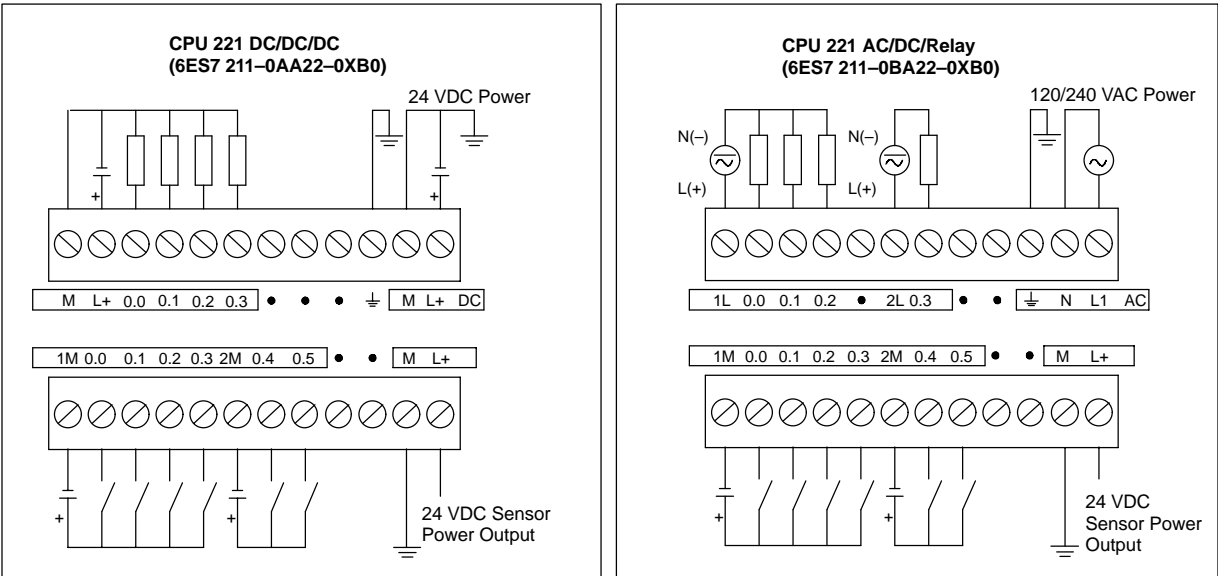 CPU 221 DC/DC/DC
(6ES7 211–0AA22–0XB0)
24 VDC Power
+
+
M L+ 0.0 0.1 0.2 0.3 • • • ⏚ M L+ DC
1M 0.0 0.1 0.2 0.3 2M 0.4 0.5 • • M L+
+
+
24 VDC Sensor
Power Output
CPU 221 AC/DC/Relay
(6ES7 211–0BA22–0XB0)
120/240 VAC Power
N(–)
N(–)
L(+)
L(+)
1L 0.0 0.1 0.2 • 2L 0.3 • • ⏚ N L1 AC
1M 0.0 0.1 0.2 0.3 2M 0.4 0.5 • • M L+
+
+
24 VDC
Sensor Power
Output